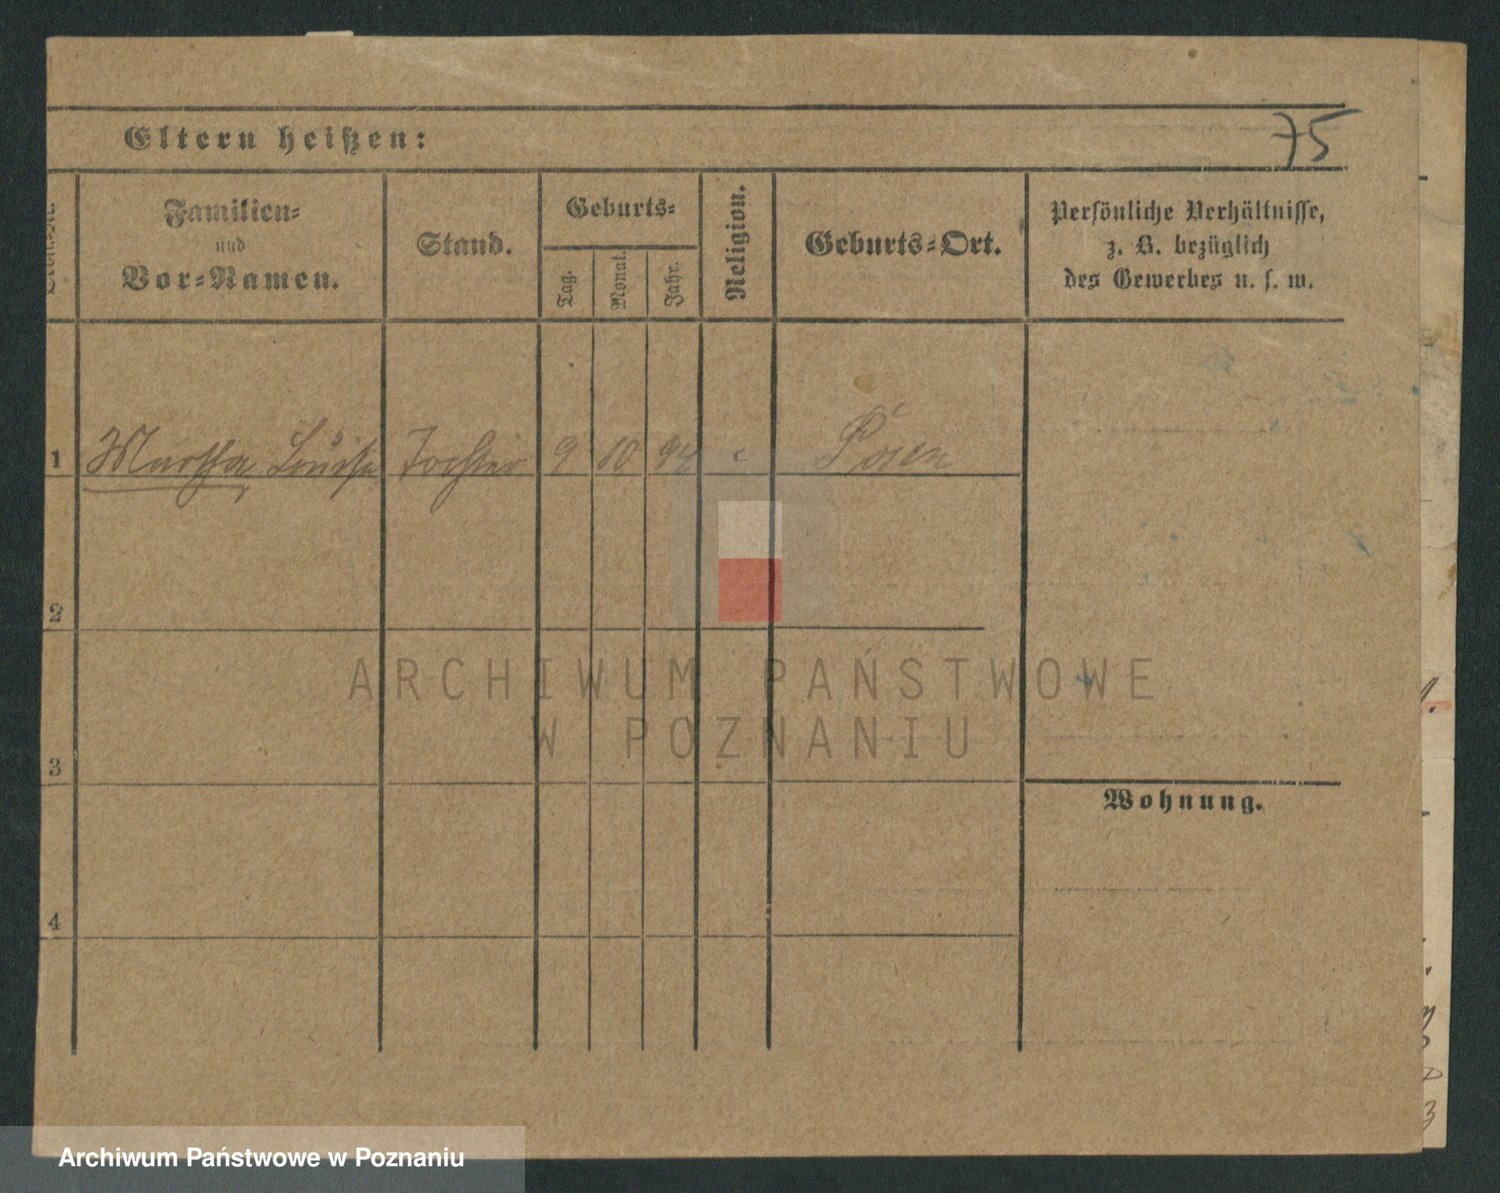 Eltern heißen:
75
Familien-
und
Vor-Namen.
Stand.
Geburts-
Tag.
Monat.
Jahr.
Religion.
Geburts-Ort.
Persönliche Verhältnisse,
z. B. bezüglich
des Gewerbes u. s. w.
1 Martha, Louise Tochter 9 10 94 Posen
2
ARCHIWUM PAŃSTWOWE
W POZNANIU
3
Wohnung.
4
Archiwum Państwowe w Poznaniu